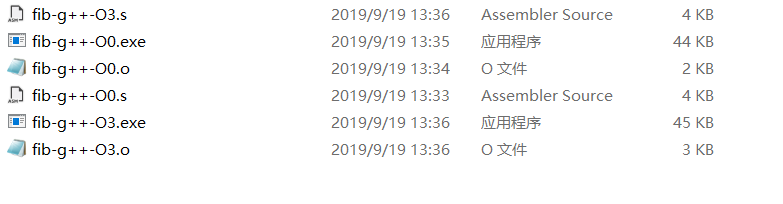 fib-g++-O3.s 2019/9/19 13:36 Assembler Source 4 KB
fib-g++-O0.exe 2019/9/19 13:35 应用程序 44 KB
fib-g++-O0.o 2019/9/19 13:34 O 文件 2 KB
fib-g++-O0.s 2019/9/19 13:33 Assembler Source 4 KB
fib-g++-O3.exe 2019/9/19 13:36 应用程序 45 KB
fib-g++-O3.o 2019/9/19 13:36 O 文件 3 KB